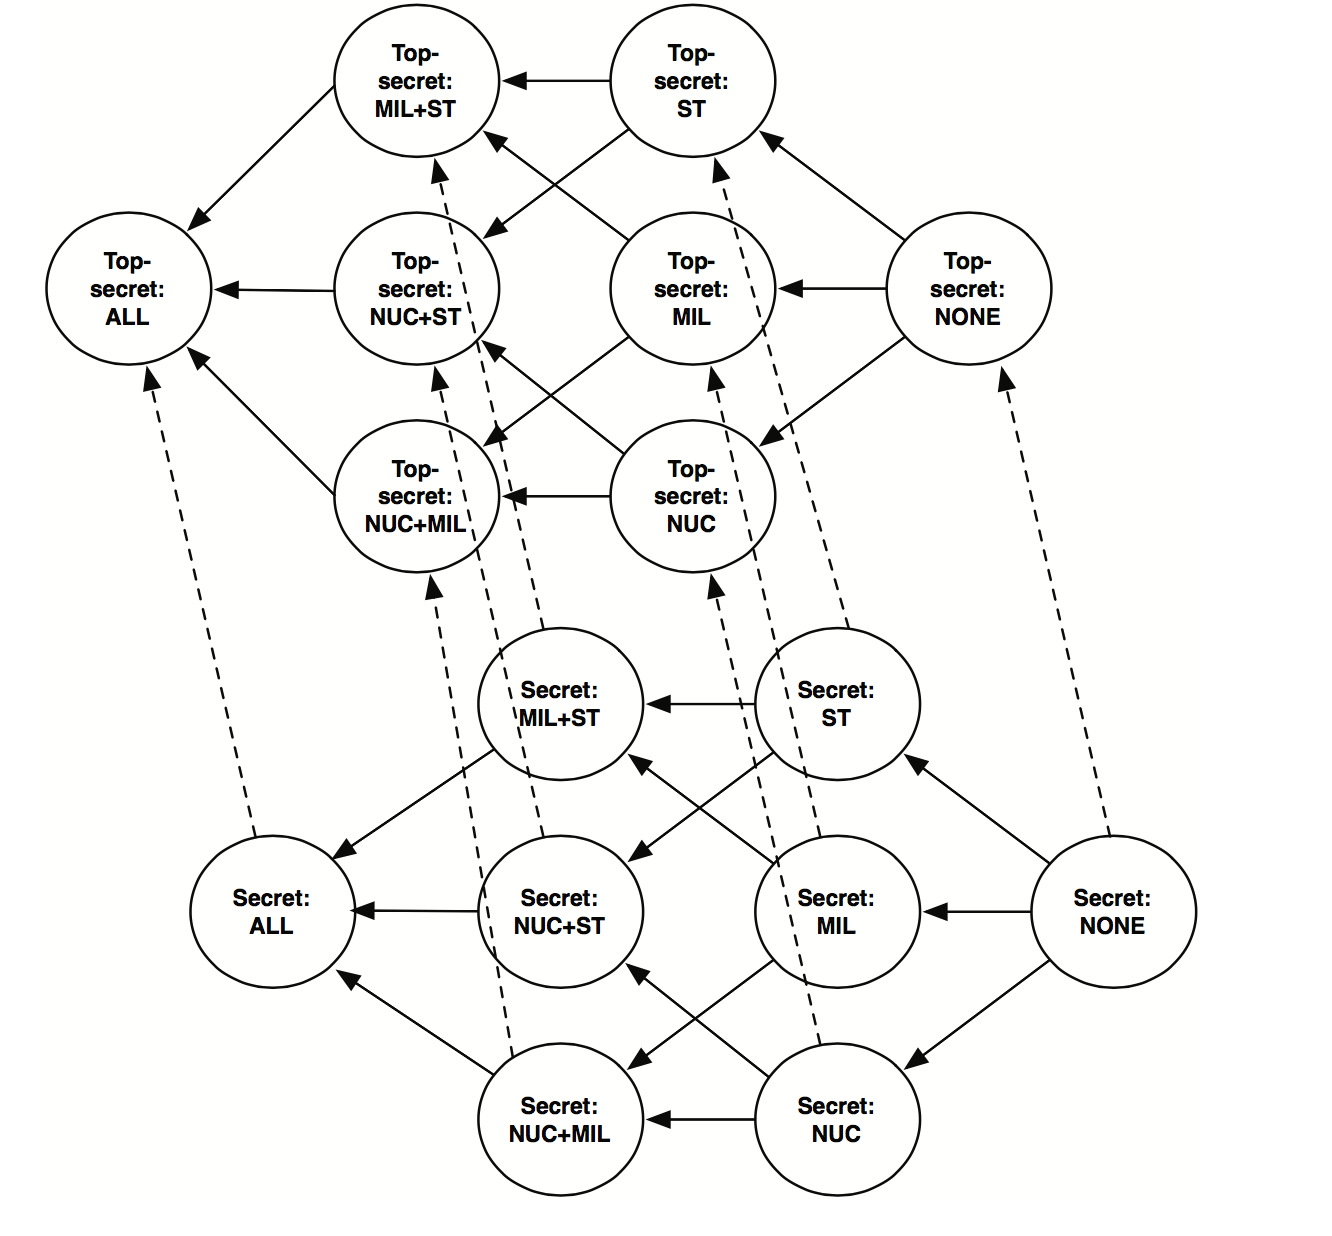 Top-
secret:
MIL+ST
Top-
secret:
ST
Top-
secret:
ALL
Top-
secret:
NUC+ST
Top-
secret:
MIL
Top-
secret:
NONE
Top-
secret:
NUC+MIL
Top-
secret:
NUC
Secret:
MIL+ST
Secret:
ST
Secret:
ALL
Secret:
NUC+ST
Secret:
MIL
Secret:
NONE
Secret:
NUC+MIL
Secret:
NUC